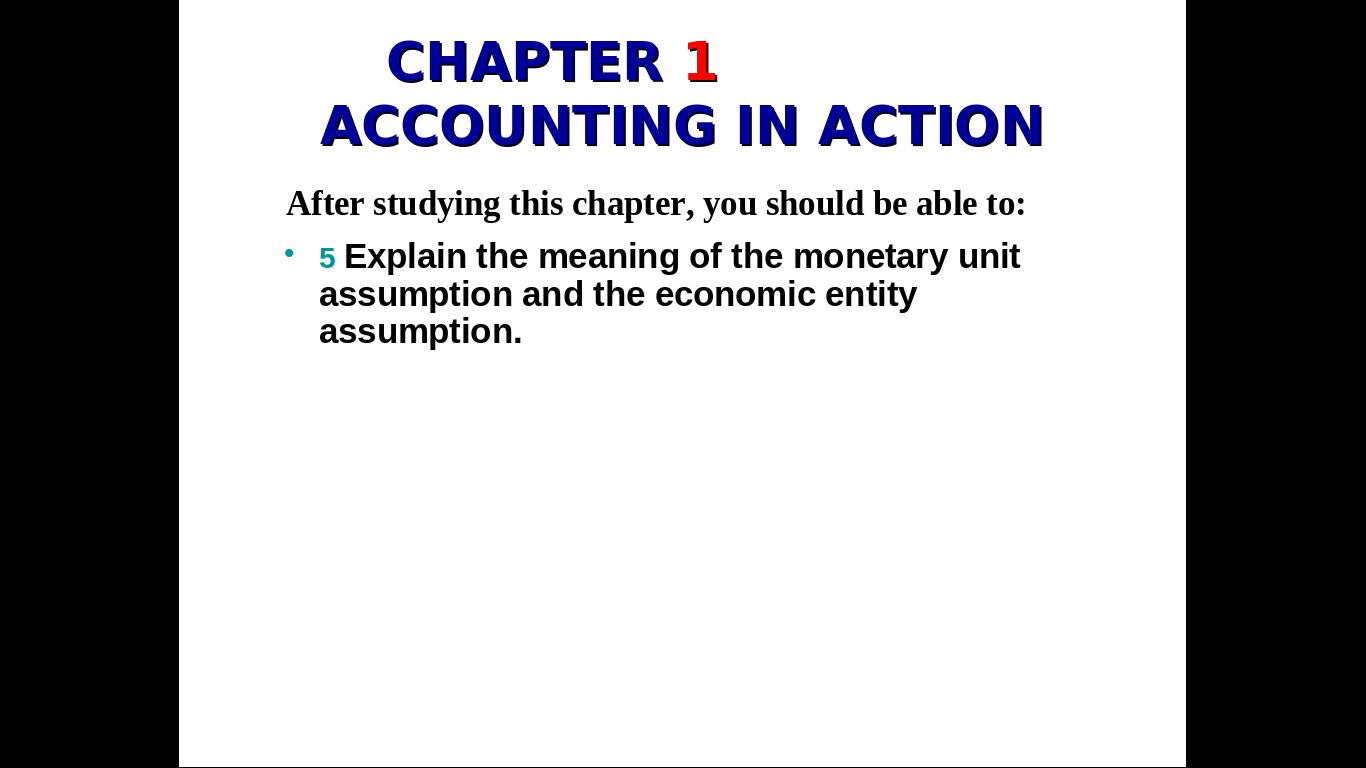 CHAPTER 1
ACCOUNTING IN ACTION
After studying this chapter, you should be able to:
• 5 Explain the meaning of the monetary unit
assumption and the economic entity
assumption.